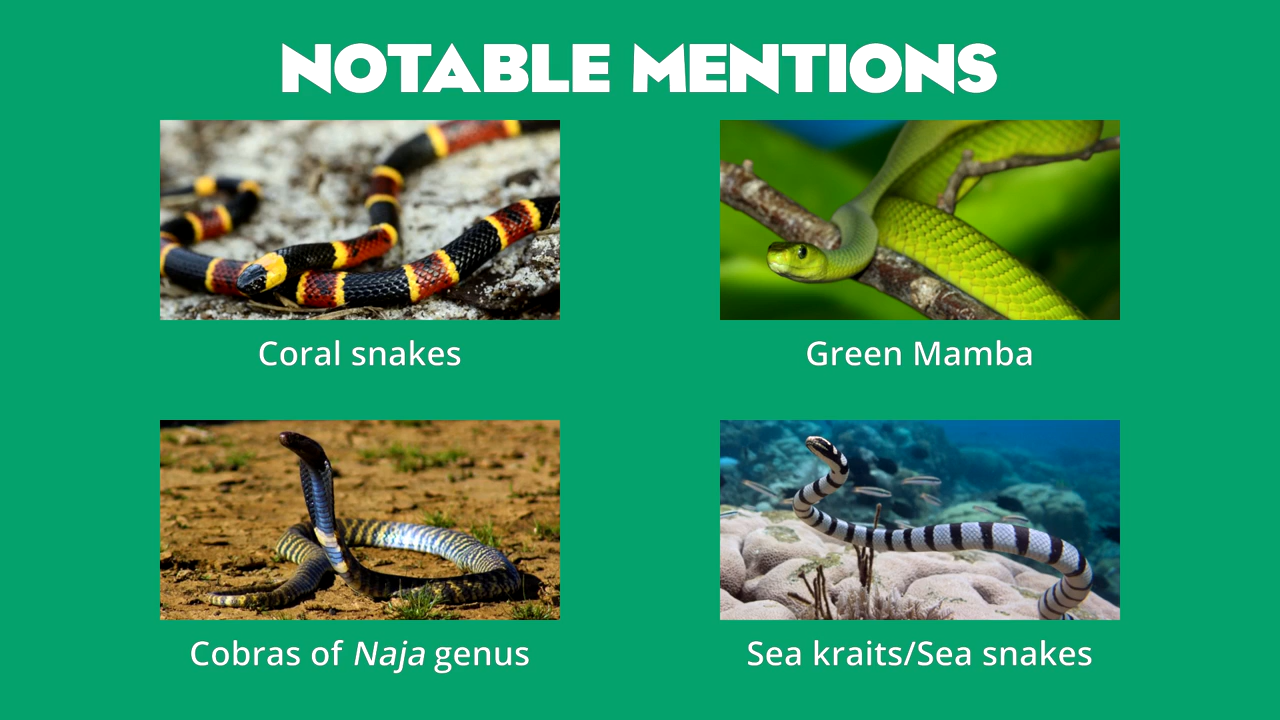 NOTABLE MENTIONS
Coral snakes
Green Mamba
Cobras of Naja genus
Sea kraits/Sea snakes